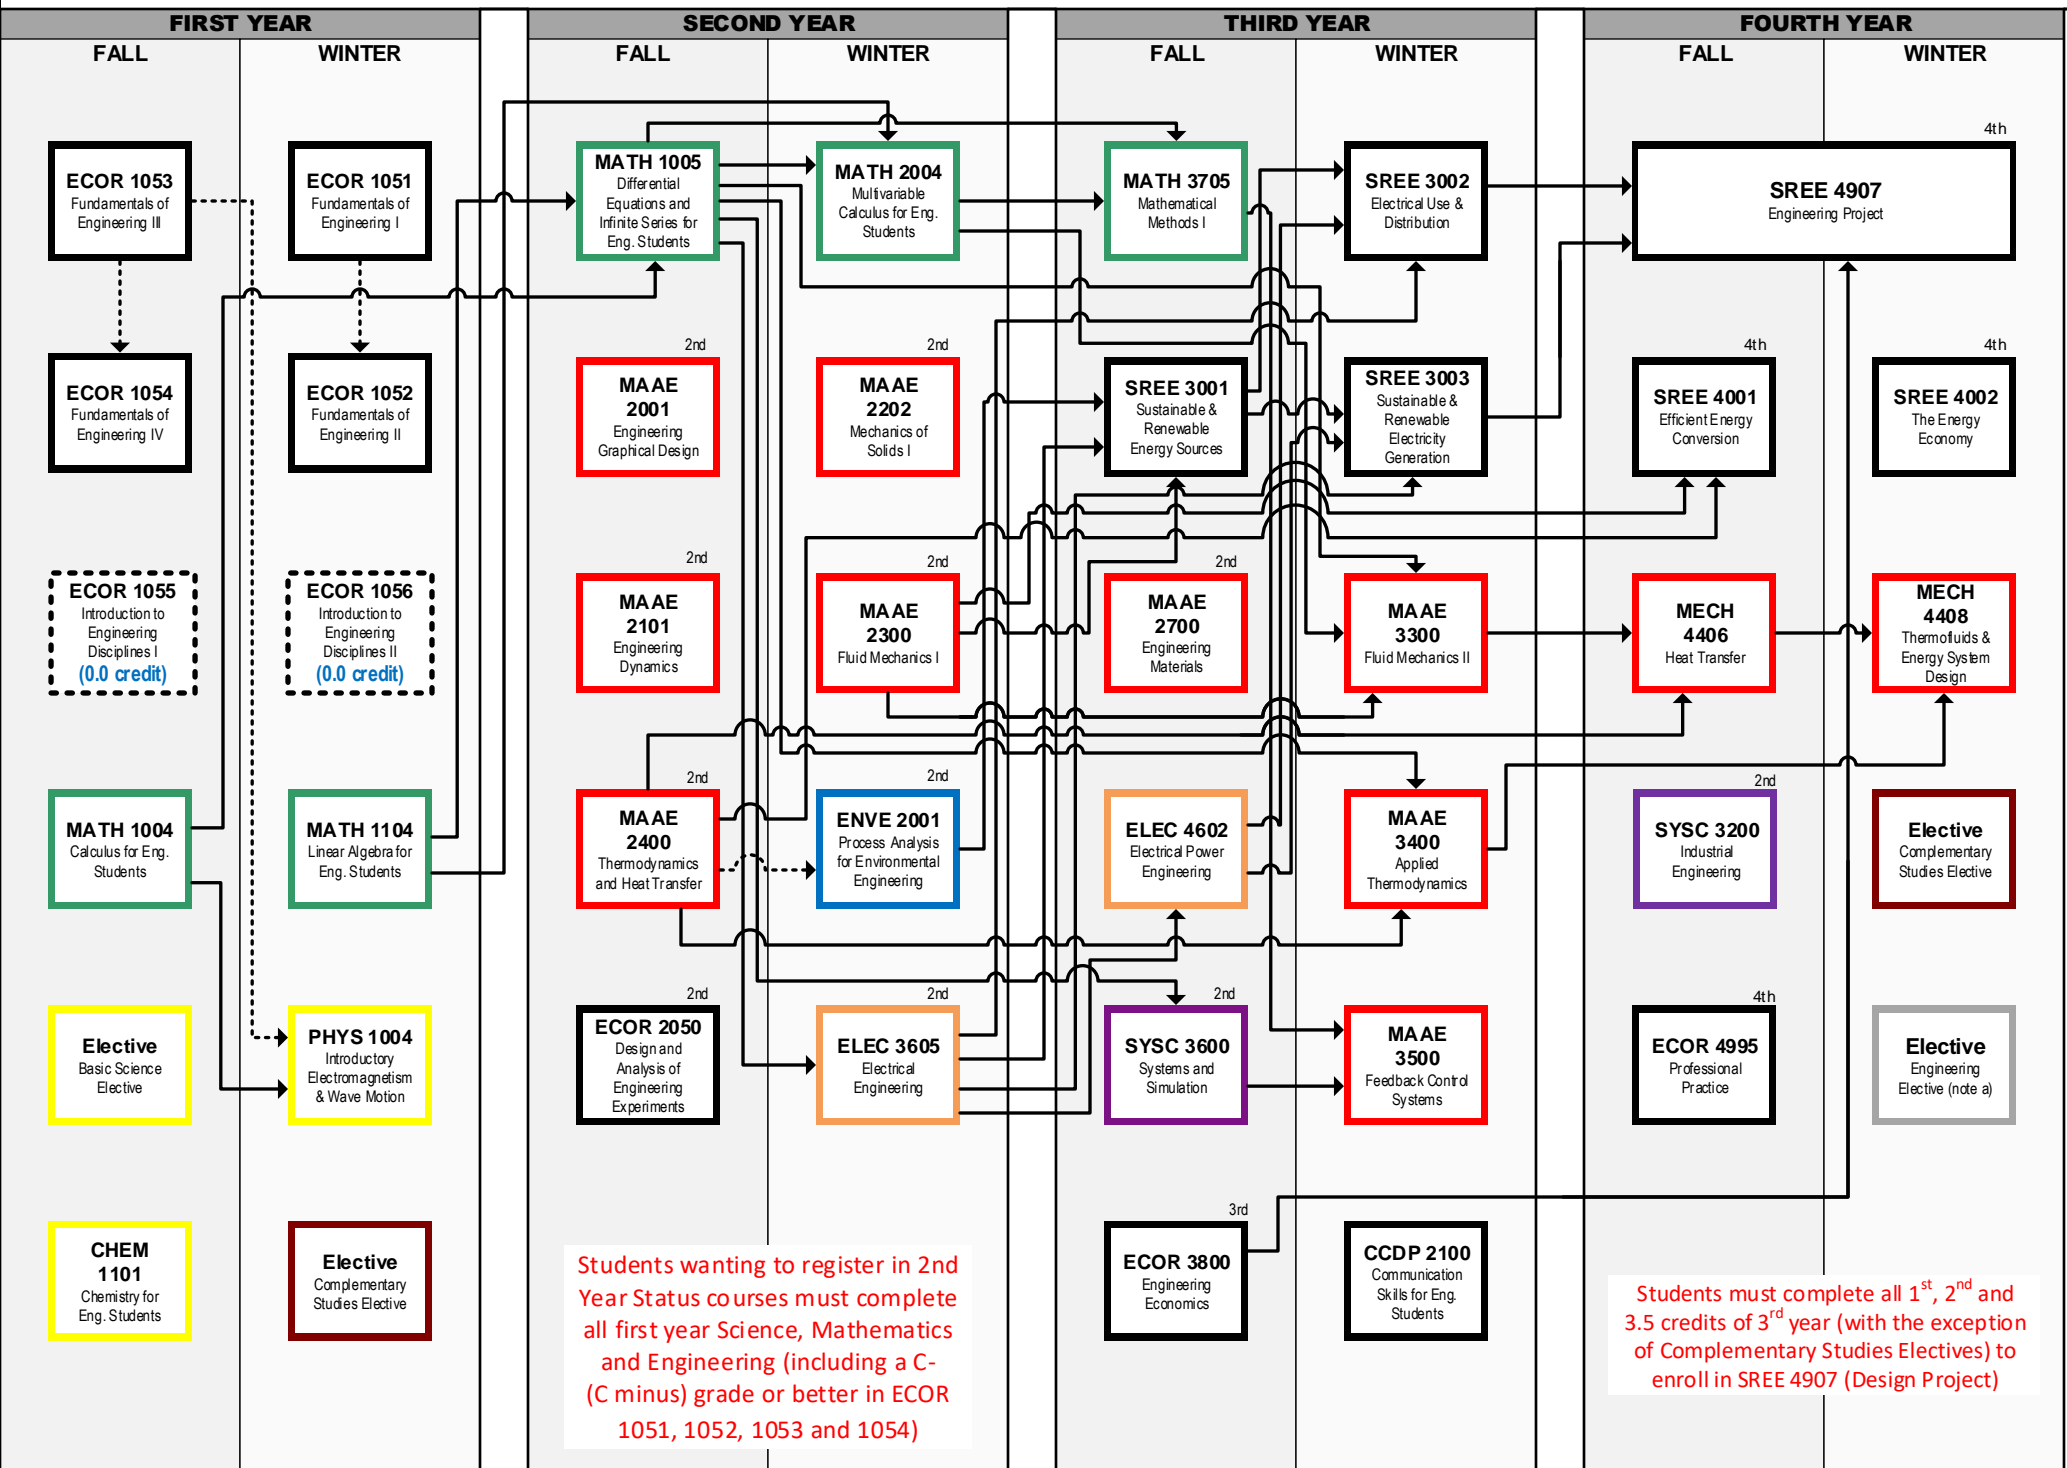 FIRST YEAR
SECOND YEAR
THIRD YEAR
FOURTH YEAR
FALL
WINTER
FALL
WINTER
FALL
WINTER
FALL
WINTER
ECOR 1053
Fundamentals of
Engineering III
ECOR 1051
Fundamentals of
Engineering I
MATH 1005
Differential
Equations and
Infinite Series for
Eng. Students
MATH 2004
Multivariable
Calculus for Eng.
Students
MATH 3705
Mathematical
Methods I
SREE 3002
Electrical Use &
Distribution
4th
SREE 4907
Engineering Project
ECOR 1054
Fundamentals of
Engineering IV
ECOR 1052
Fundamentals of
Engineering II
2nd
MAAE
2001
Engineering
Graphical Design
2nd
MAAE
2202
Mechanics of
Solids I
SREE 3001
Sustainable &
Renewable
Energy Sources
SREE 3003
Sustainable &
Renewable
Electricity
Generation
4th
SREE 4001
Efficient Energy
Conversion
4th
SREE 4002
The Energy
Economy
ECOR 1055
Introduction to
Engineering
Disciplines I
(0.0 credit)
ECOR 1056
Introduction to
Engineering
Disciplines II
(0.0 credit)
2nd
MAAE
2101
Engineering
Dynamics
2nd
MAAE
2300
Fluid Mechanics I
2nd
MAAE
2700
Engineering
Materials
MAAE
3300
Fluid Mechanics II
MECH
4406
Heat Transfer
MECH
4408
Thermofluids &
Energy System
Design
MATH 1004
Calculus for Eng.
Students
MATH 1104
Linear Algebra for
Eng. Students
2nd
MAAE
2400
Thermodynamics
and Heat Transfer
2nd
ENVE 2001
Process Analysis
for Environmental
Engineering
ELEC 4602
Electrical Power
Engineering
MAAE
3400
Applied
Thermodynamics
2nd
SYSC 3200
Industrial
Engineering
Elective
Complementary
Studies Elective
Elective
Basic Science
Elective
PHYS 1004
Introductory
Electromagnetism
& Wave Motion
2nd
ECOR 2050
Design and
Analysis of
Engineering
Experiments
2nd
ELEC 3605
Electrical
Engineering
2nd
SYSC 3600
Systems and
Simulation
MAAE
3500
Feedback Control
Systems
4th
ECOR 4995
Professional
Practice
Elective
Engineering
Elective (note a)
CHEM
1101
Chemistry for
Eng. Students
Elective
Complementary
Studies Elective
Students wanting to register in 2nd
Year Status courses must complete
all first year Science, Mathematics
and Engineering (including a C-
(C minus) grade or better in ECOR
1051, 1052, 1053 and 1054)
3rd
ECOR 3800
Engineering
Economics
CCDP 2100
Communication
Skills for Eng.
Students
Students must complete all 1st, 2nd and
3.5 credits of 3rd year (with the exception
of Complementary Studies Electives) to
enroll in SREE 4907 (Design Project)